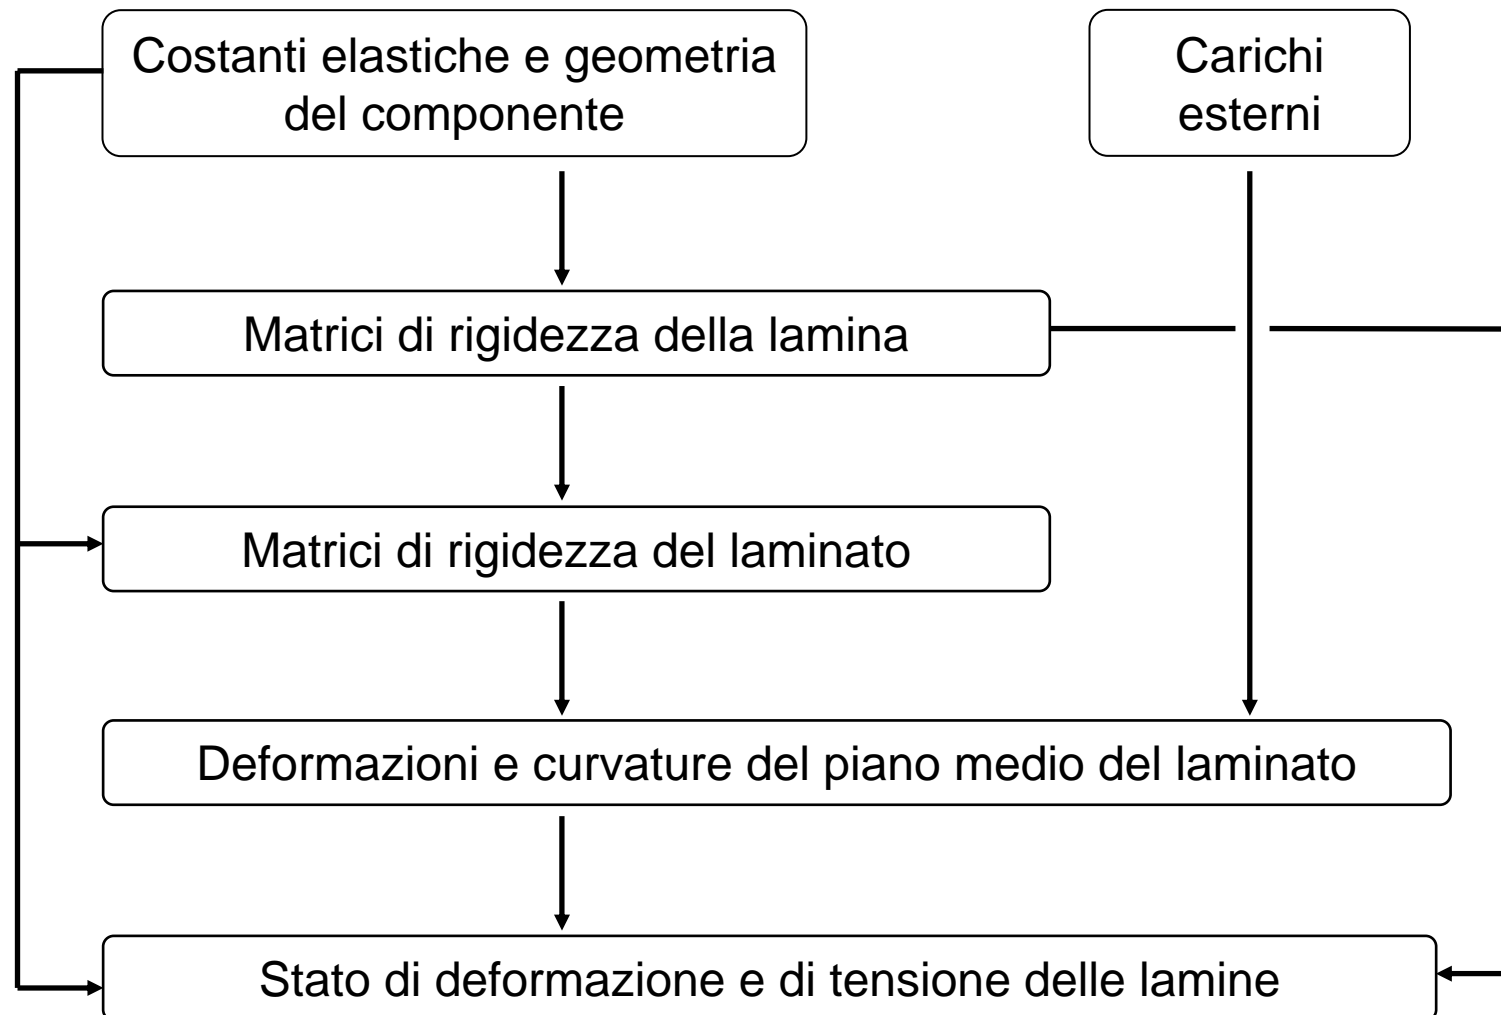 Costanti elastiche e geometria
del componente
Carichi
esterni
Matrici di rigidezza della lamina
Matrici di rigidezza del laminato
Deformazioni e curvature del piano medio del laminato
Stato di deformazione e di tensione delle lamine